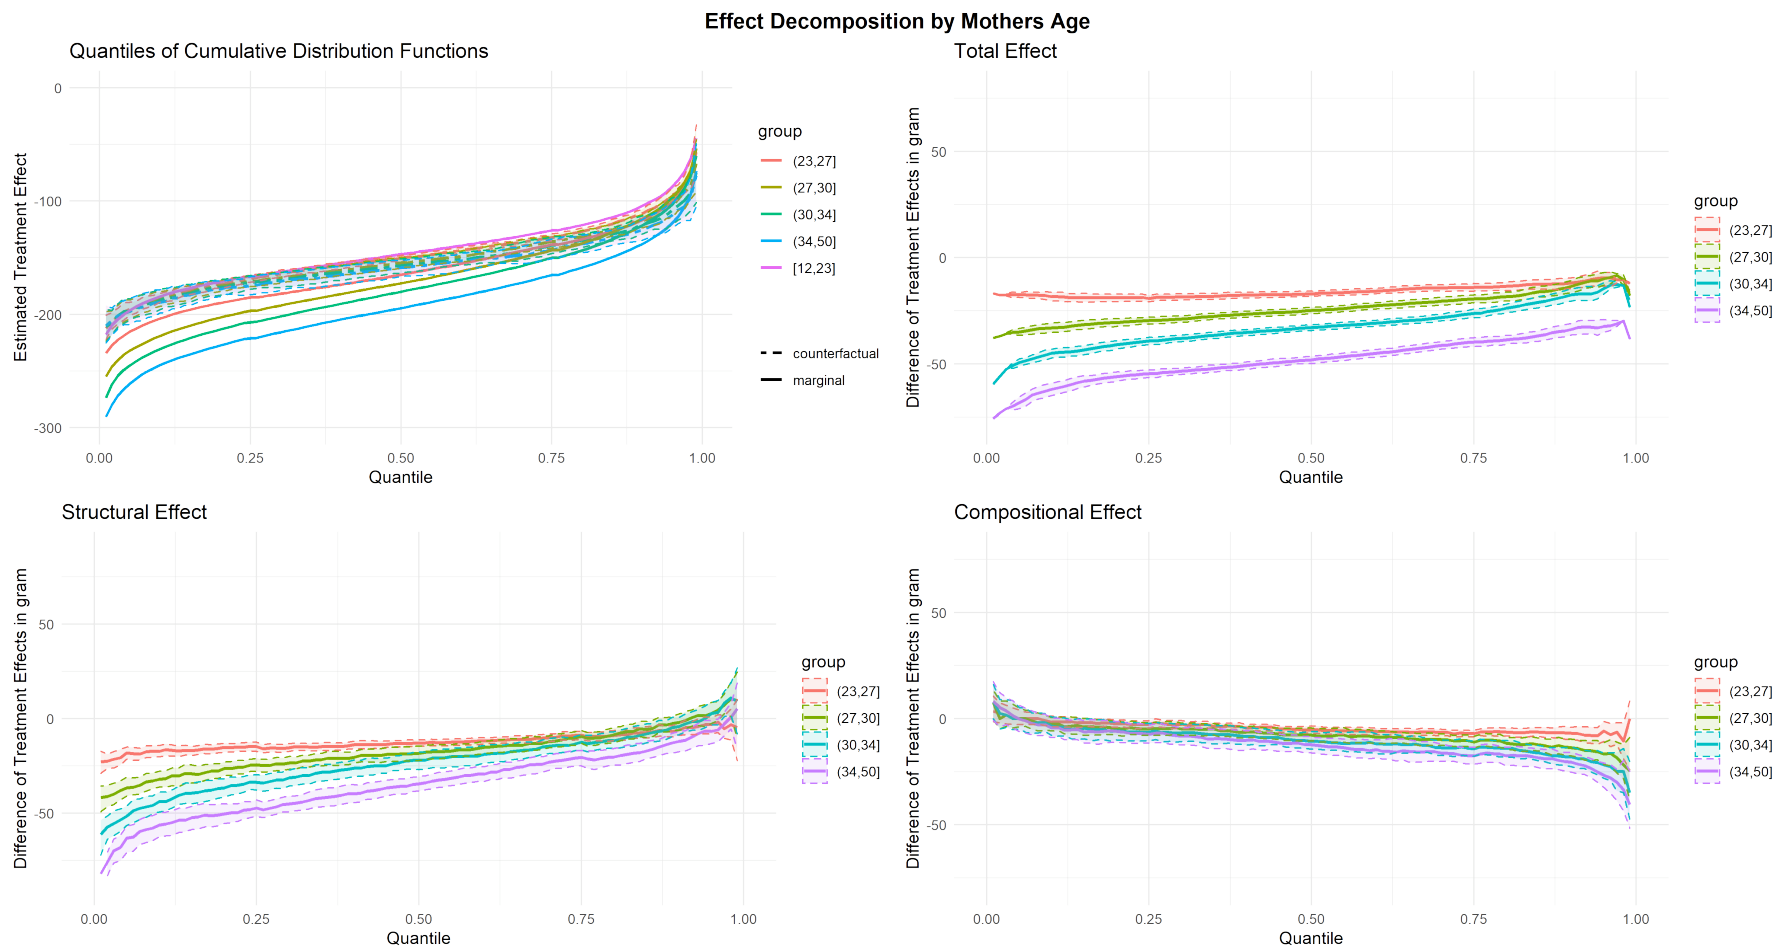 Effect Decomposition by Mothers Age
Quantiles of Cumulative Distribution Functions
Estimated Treatment Effect
0
-100
-200
-300
0.00 0.25 0.50 0.75 1.00
Quantile
group
(23,27]
(27,30]
(30,34]
(34,50]
[12,23]
counterfactual
marginal
Total Effect
Difference of Treatment Effects in gram
50
0
-50
0.00 0.25 0.50 0.75 1.00
Quantile
group
(23,27]
(27,30]
(30,34]
(34,50]
Structural Effect
Difference of Treatment Effects in gram
50
0
-50
0.00 0.25 0.50 0.75 1.00
Quantile
group
(23,27]
(27,30]
(30,34]
(34,50]
Compositional Effect
Difference of Treatment Effects in gram
50
0
-50
0.00 0.25 0.50 0.75 1.00
Quantile
group
(23,27]
(27,30]
(30,34]
(34,50]